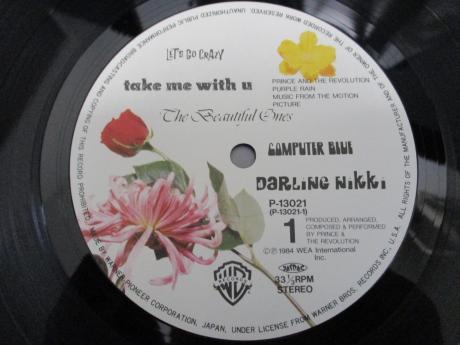 LET'S GO CRAZY
take me with u
PRINCE AND THE REVOLUTION
PURPLE RAIN
MUSIC FROM THE MOTION
PICTURE
The Beautiful Ones
COMPUTER BLUE
DARLING NIKKI
P-13021
(P-13021-1)
1
PRODUCED, ARRANGED,
COMPOSED & PERFORMED
BY PRINCE &
THE REVOLUTION
©℗1984 WEA International
Inc.
JASRAC
33⅓RPM
STEREO
ALL RIGHTS OF THE MANUFACTURER AND OF THE OWNER OF THE RECORDED WORK RESERVED. UNAUTHORIZED PUBLIC PERFORMANCE BROADCASTING AND COPYING OF THIS RECORD PROHIBITED. MADE BY WARNER-PIONEER CORPORATION, JAPAN, UNDER LICENSE FROM WARNER BROS. RECORDS INC., U.S.A.